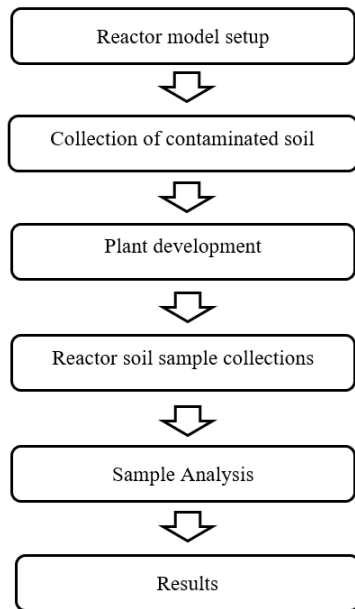 Reactor model setup
Collection of contaminated soil
Plant development
Reactor soil sample collections
Sample Analysis
Results